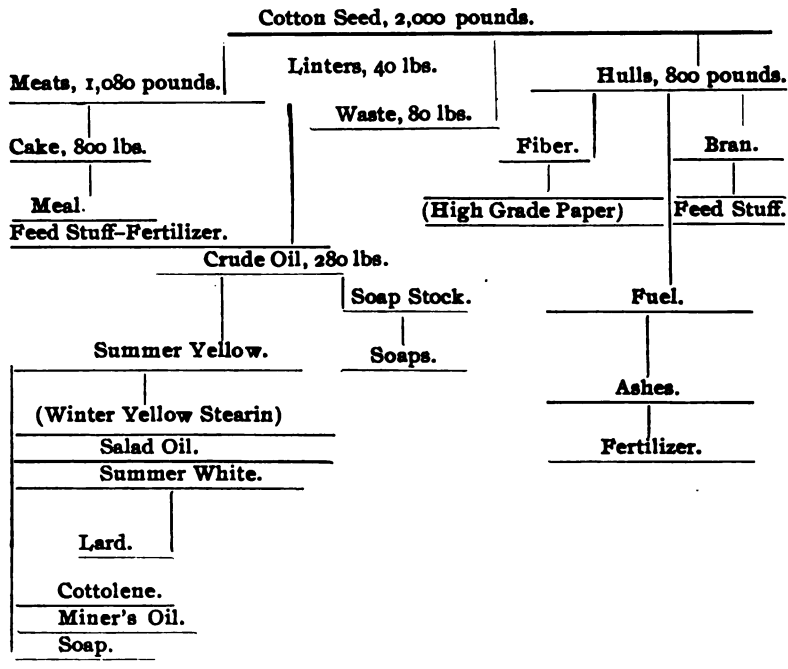 Cotton Seed, 2,000 pounds.
Linters, 40 lbs.
Meats, 1,080 pounds.
Hulls, 800 pounds.
Waste, 80 lbs.
Cake, 800 lbs.
Fiber.
Bran.
Meal.
(High Grade Paper)
Feed Stuff.
Feed Stuff–Fertilizer.
Crude Oil, 280 lbs.
Soap Stock.
Fuel.
Summer Yellow.
Soaps.
Ashes.
(Winter Yellow Stearin)
Salad Oil.
Fertilizer.
Summer White.
Lard.
Cottolene.
Miner's Oil.
Soap.